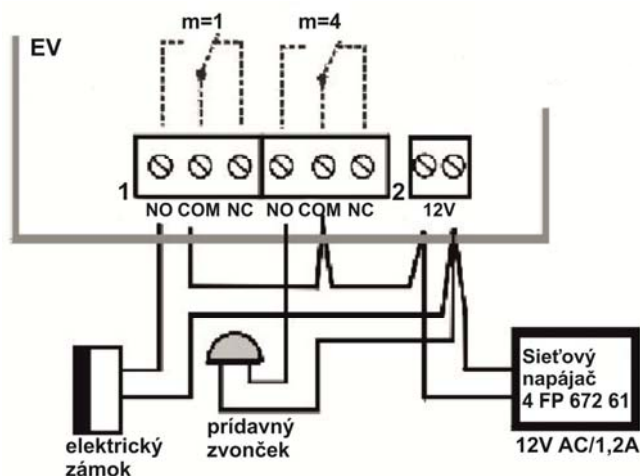 m=1
m=4
EV
1
2
NO COM NC
NO COM NC
12V
elektrický
zámok
prídavný
zvonček
Sieťový
napájač
4 FP 672 61
12V AC/1,2A